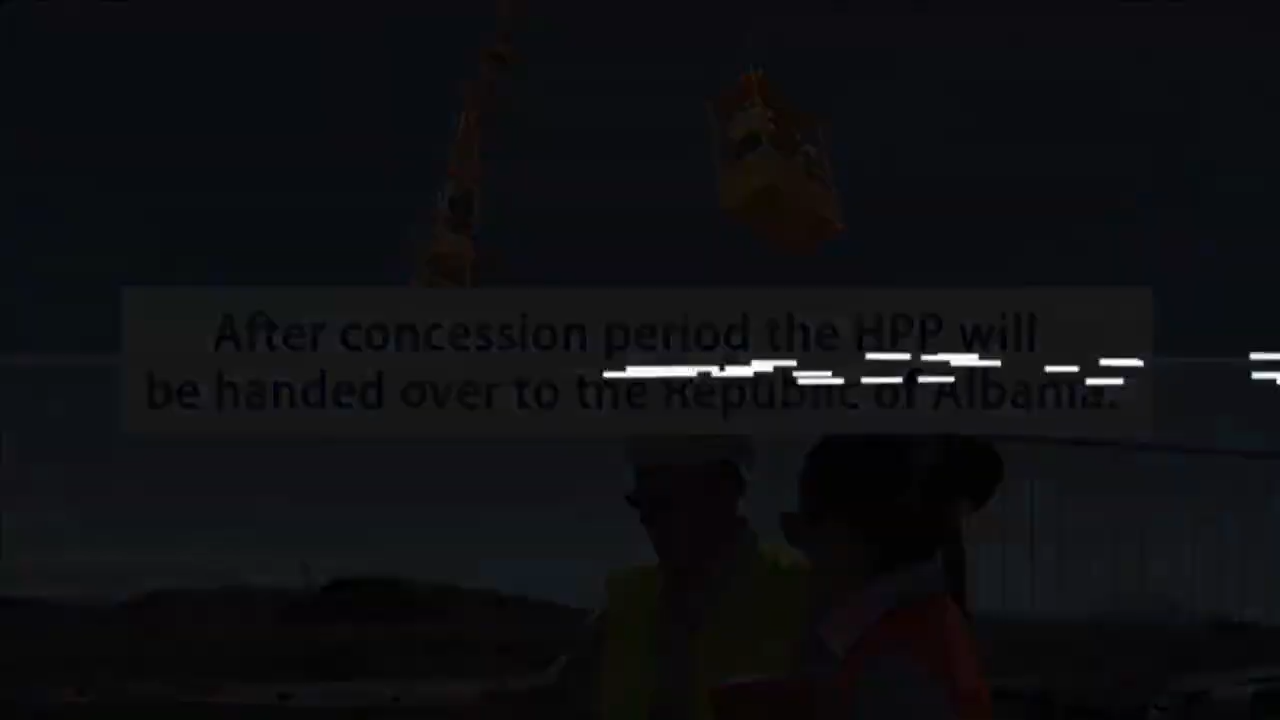 After concession period the HPP will
be handed over to the Republic of Albania.